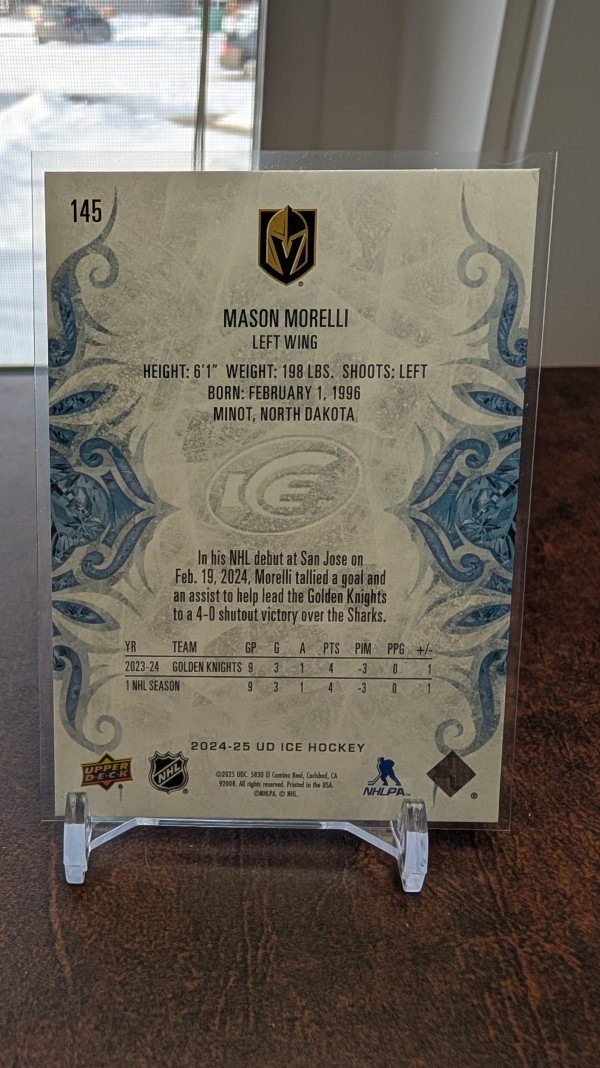 145
MASON MORELLI
LEFT WING
HEIGHT: 6'1" WEIGHT: 198 LBS. SHOOTS: LEFT
BORN: FEBRUARY 1, 1996
MINOT, NORTH DAKOTA
ICE
In his NHL debut at San Jose on
Feb. 19, 2024, Morelli tallied a goal and
an assist to help lead the Golden Knights
to a 4-0 shutout victory over the Sharks.
YR TEAM GP G A PTS PIM PPG +/-
2023-24 GOLDEN KNIGHTS 9 3 1 4 -3 0 1
1 NHL SEASON 9 3 1 4 -3 0 1
2024-25 UD ICE HOCKEY
UPPER DECK
NHL
©2025 UDC. 5830 El Camino Real, Carlsbad, CA
92008. All rights reserved. Printed in the USA.
©NHLPA. © NHL.
NHLPA™